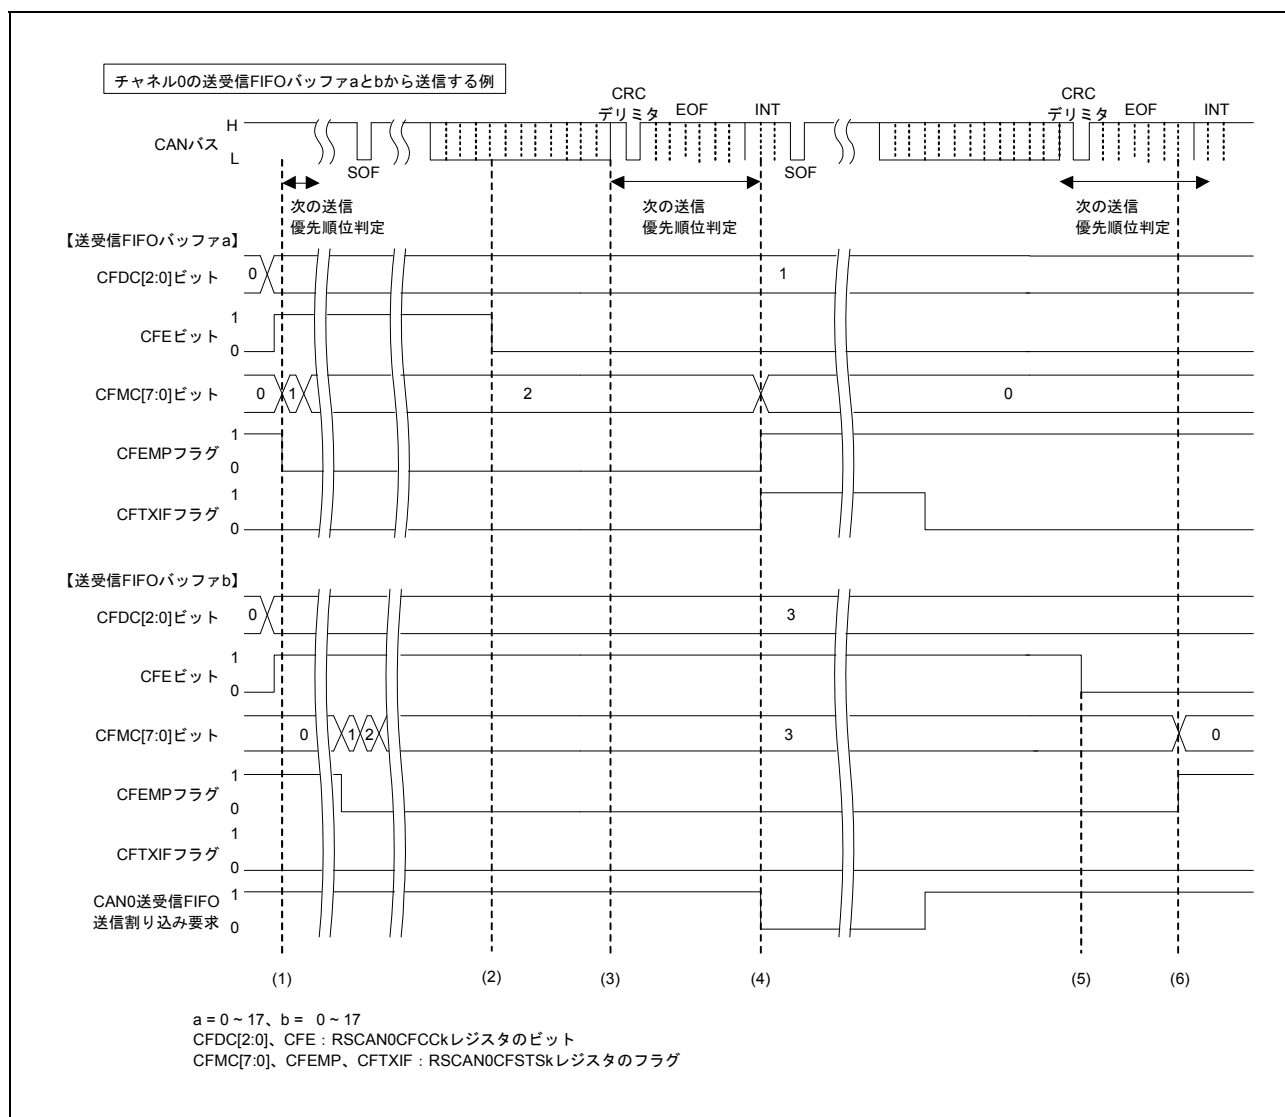 チャネル0の送受信FIFOバッファaとbから送信する例
CRC
デリミタ
EOF
INT
CRC
デリミタ
EOF
INT
CANバス
H
L
SOF
SOF
次の送信
優先順位判定
次の送信
優先順位判定
次の送信
優先順位判定
【送受信FIFOバッファa】
CFDC[2:0]ビット
0
1
CFEビット
1
0
CFMC[7:0]ビット
0
1
2
0
CFEMPフラグ
1
0
CFTXIFフラグ
1
0
【送受信FIFOバッファb】
CFDC[2:0]ビット
0
3
CFEビット
1
0
CFMC[7:0]ビット
0
1
2
3
0
CFEMPフラグ
1
0
CFTXIFフラグ
1
0
CAN0送受信FIFO
送信割り込み要求
1
0
(1)
(2)
(3)
(4)
(5)
(6)
a = 0 ~ 17、b = 0 ~ 17
CFDC[2:0]、CFE : RSCAN0CFCCkレジスタのビット
CFMC[7:0]、CFEMP、CFTXIF : RSCAN0CFSTSkレジスタのフラグ